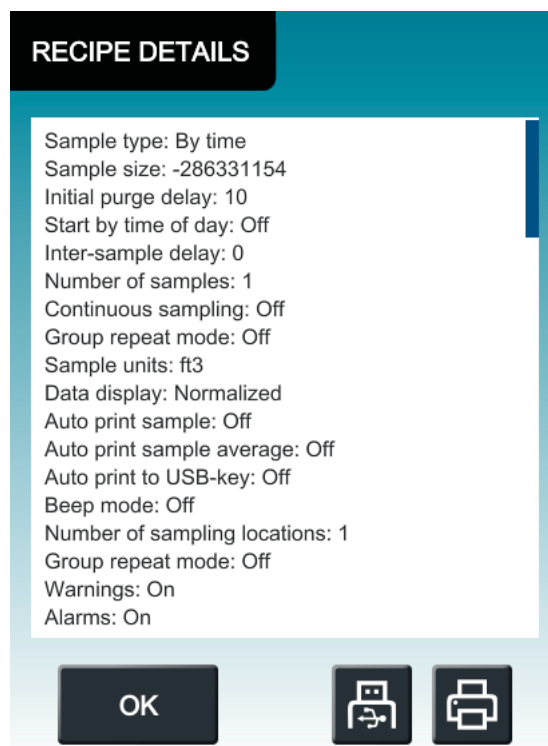 RECIPE DETAILS
Sample type: By time
Sample size: -286331154
Initial purge delay: 10
Start by time of day: Off
Inter-sample delay: 0
Number of samples: 1
Continuous sampling: Off
Group repeat mode: Off
Sample units: ft3
Data display: Normalized
Auto print sample: Off
Auto print sample average: Off
Auto print to USB-key: Off
Beep mode: Off
Number of sampling locations: 1
Group repeat mode: Off
Warnings: On
Alarms: On
OK